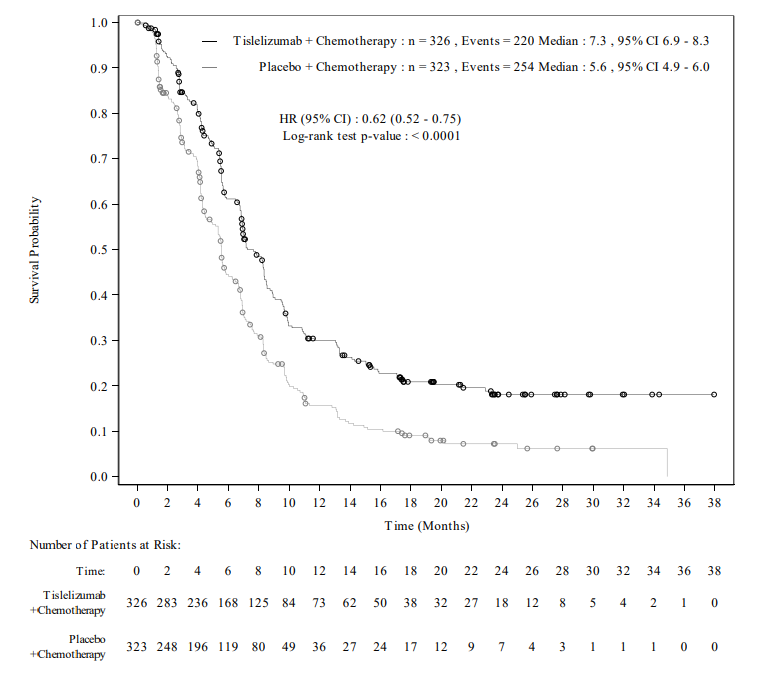 Tislelizumab + Chemotherapy : n = 326 , Events = 220 Median : 7.3 , 95% CI 6.9 - 8.3
Placebo + Chemotherapy : n = 323 , Events = 254 Median : 5.6 , 95% CI 4.9 - 6.0
HR (95% CI) : 0.62 (0.52 - 0.75)
Log-rank test p-value : < 0.0001
Survival Probability
1.0
0.9
0.8
0.7
0.6
0.5
0.4
0.3
0.2
0.1
0.0
0 2 4 6 8 10 12 14 16 18 20 22 24 26 28 30 32 34 36 38
Time (Months)
Number of Patients at Risk:
Time: 0 2 4 6 8 10 12 14 16 18 20 22 24 26 28 30 32 34 36 38
Tislelizumab
+Chemotherapy 326 283 236 168 125 84 73 62 50 38 32 27 18 12 8 5 4 2 1 0
Placebo
+Chemotherapy 323 248 196 119 80 49 36 27 24 17 12 9 7 4 3 1 1 1 0 0